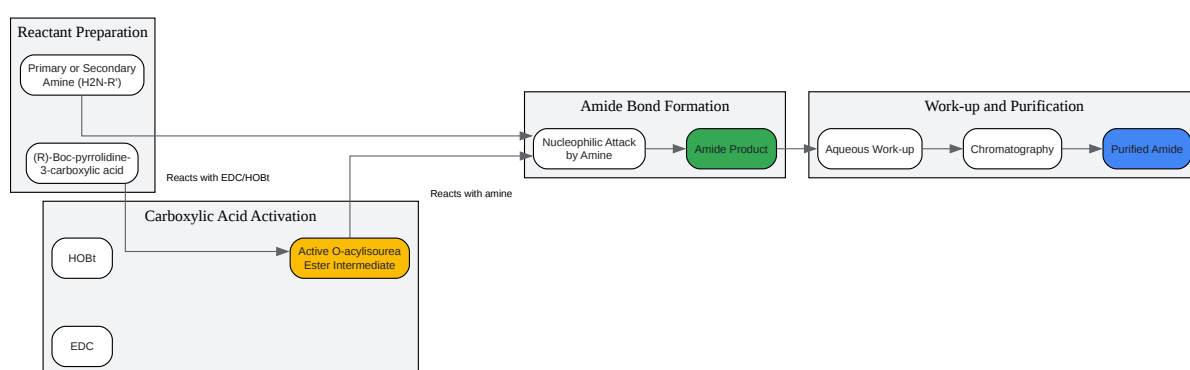 Reactant Preparation
Primary or Secondary
Amine (H2N-R')
(R)-Boc-pyrrolidine-
3-carboxylic acid
Reacts with EDC/HOBt
Carboxylic Acid Activation
HOBt
Active O-acylisourea
Ester Intermediate
EDC
Reacts with amine
Amide Bond Formation
Nucleophilic Attack
by Amine
Amide Product
Work-up and Purification
Aqueous Work-up
Chromatography
Purified Amide